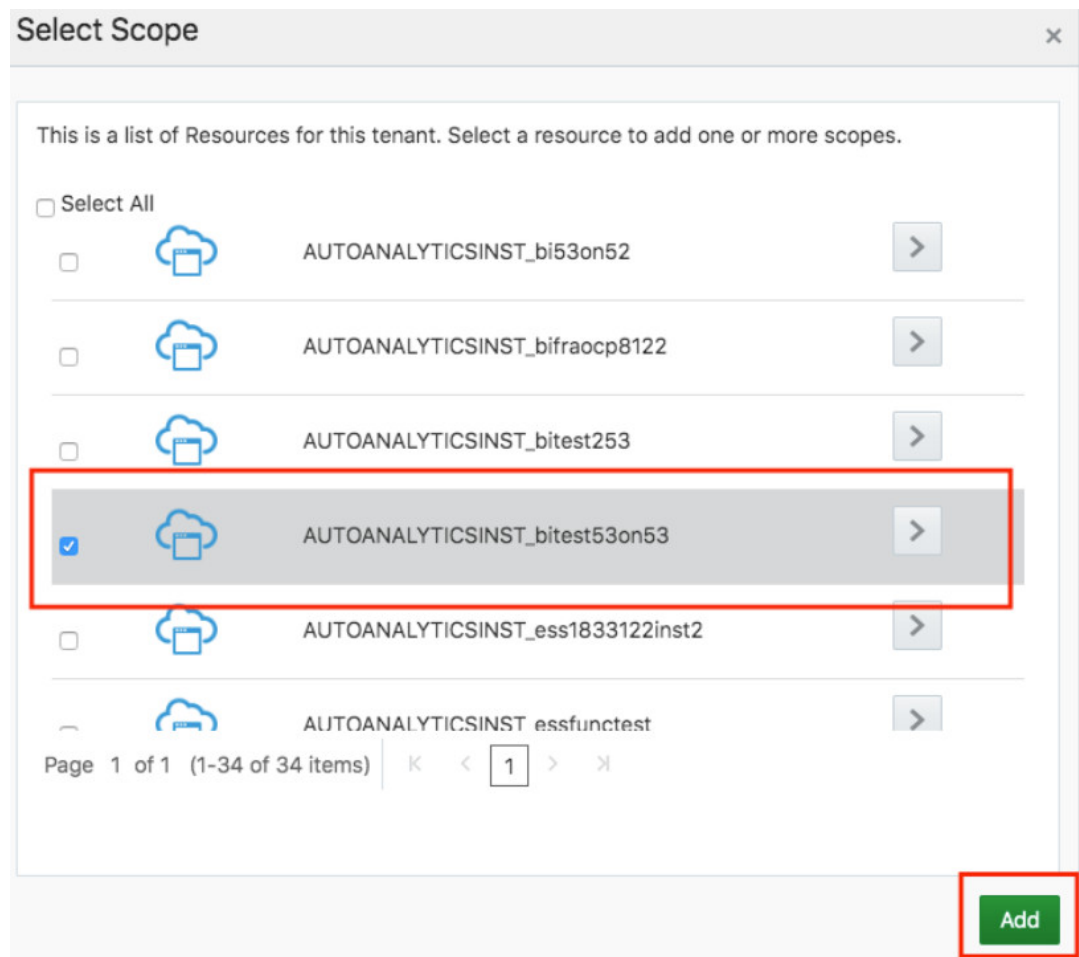 Select Scope
This is a list of Resources for this tenant. Select a resource to add one or more scopes.
Select All
AUTOANALYTICSINST_bi53on52
AUTOANALYTICSINST_bifraocp8122
AUTOANALYTICSINST_bitest253
AUTOANALYTICSINST_bitest53on53
AUTOANALYTICSINST_ess1833122inst2
AUTOANALYTICSINST_essfunctest
Page 1 of 1 (1-34 of 34 items) 1
Add